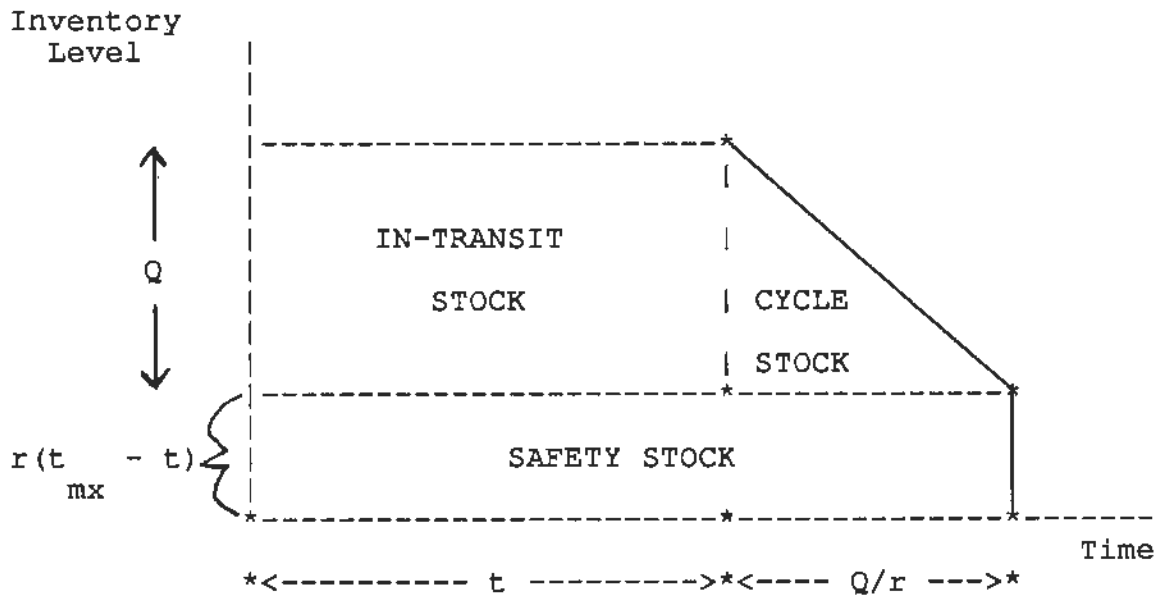 Inventory
Level
Q
IN-TRANSIT
STOCK
CYCLE
STOCK
r(t mx - t)
SAFETY STOCK
Time
*<---------- t ----------->*<---- Q/r --->*